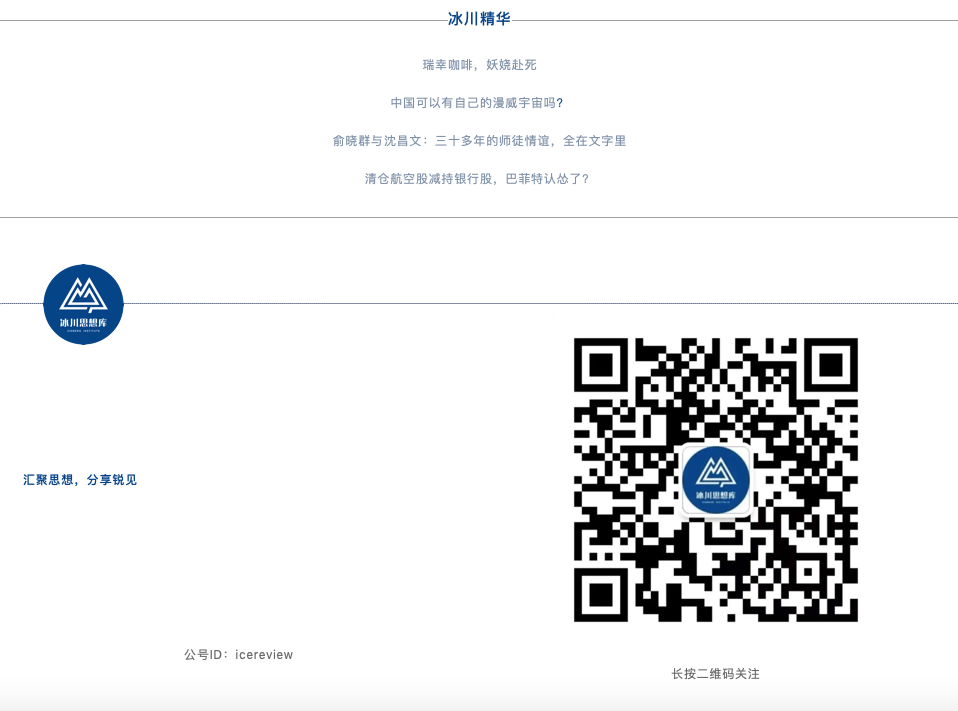 冰川精华
瑞幸咖啡，妖娆赴死
中国可以有自己的漫威宇宙吗?
俞晓群与沈昌文：三十多年的师徒情谊，全在文字里
清仓航空股减持银行股，巴菲特认怂了?
冰川思想库
汇聚思想，分享锐见
冰川思想库
公号ID：icereview
长按二维码关注